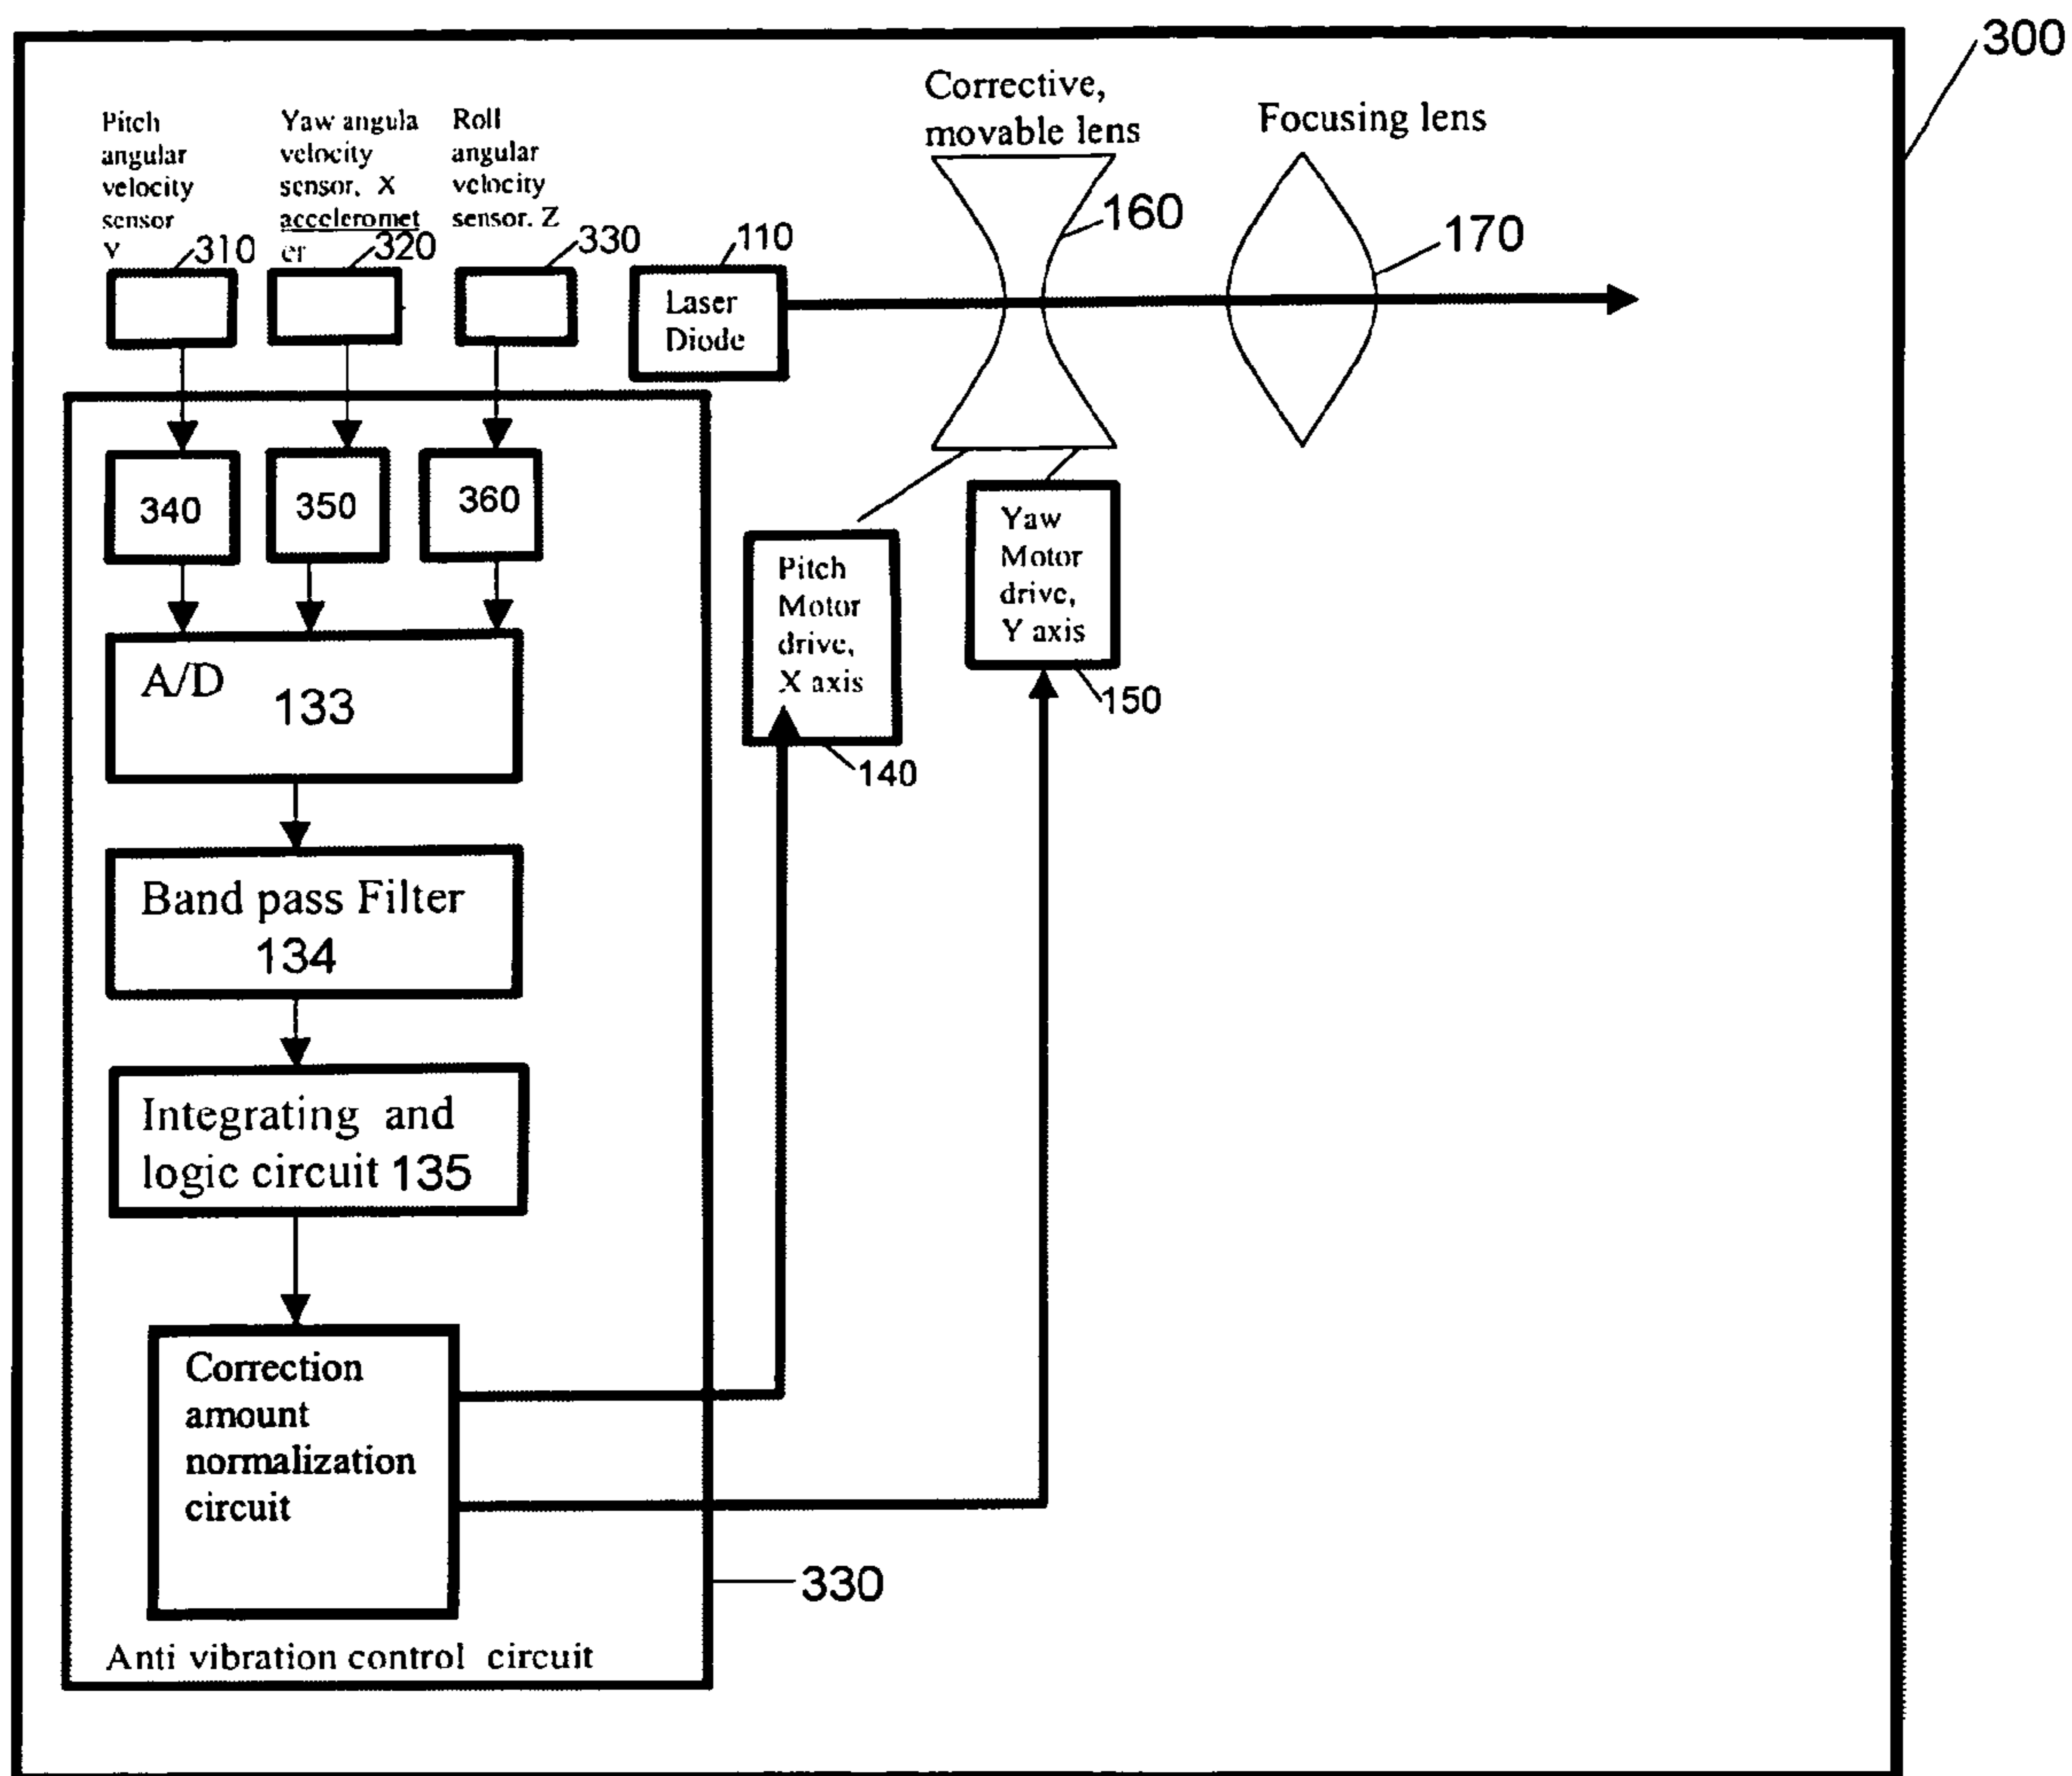 300
Pitch
angular
velocity
sensor
Y
310
Yaw angula
velocity
sensor, X
acceleromet
er
320
Roll
angular
velocity
sensor. Z
330
110
Laser
Diode
Corrective,
movable lens
160
Focusing lens
170
340
350
360
A/D
133
Band pass Filter
134
Integrating and
logic circuit 135
Correction
amount
normalization
circuit
Anti vibration control circuit
330
Pitch
Motor
drive,
X axis
140
Yaw
Motor
drive,
Y axis
150